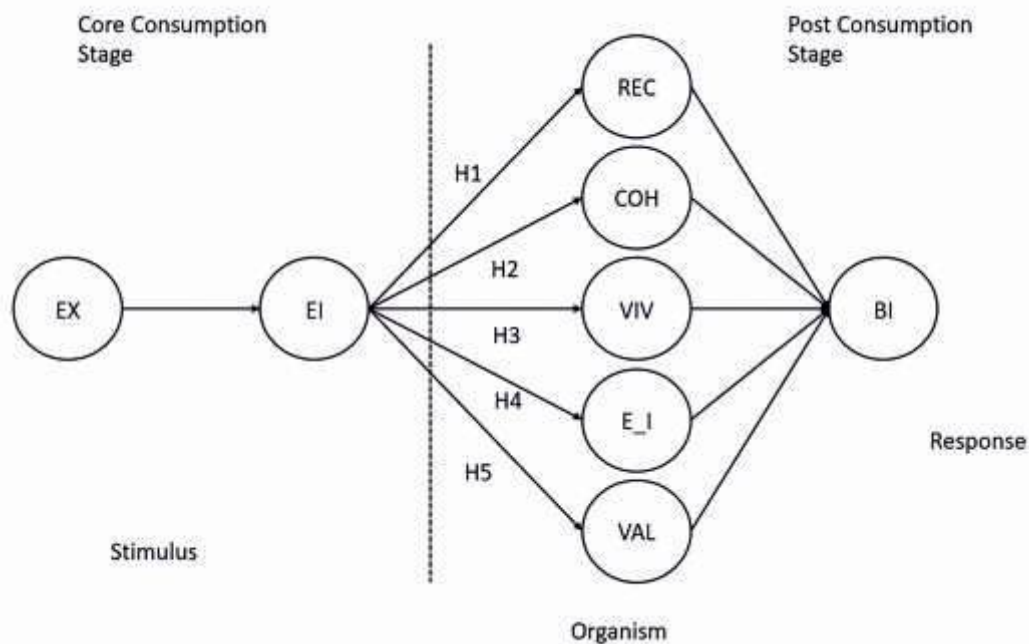 Core Consumption
Stage
Post Consumption
Stage
REC
H1
COH
H2
EX
EI
VIV
BI
H3
H4
E_I
Response
H5
VAL
Stimulus
Organism